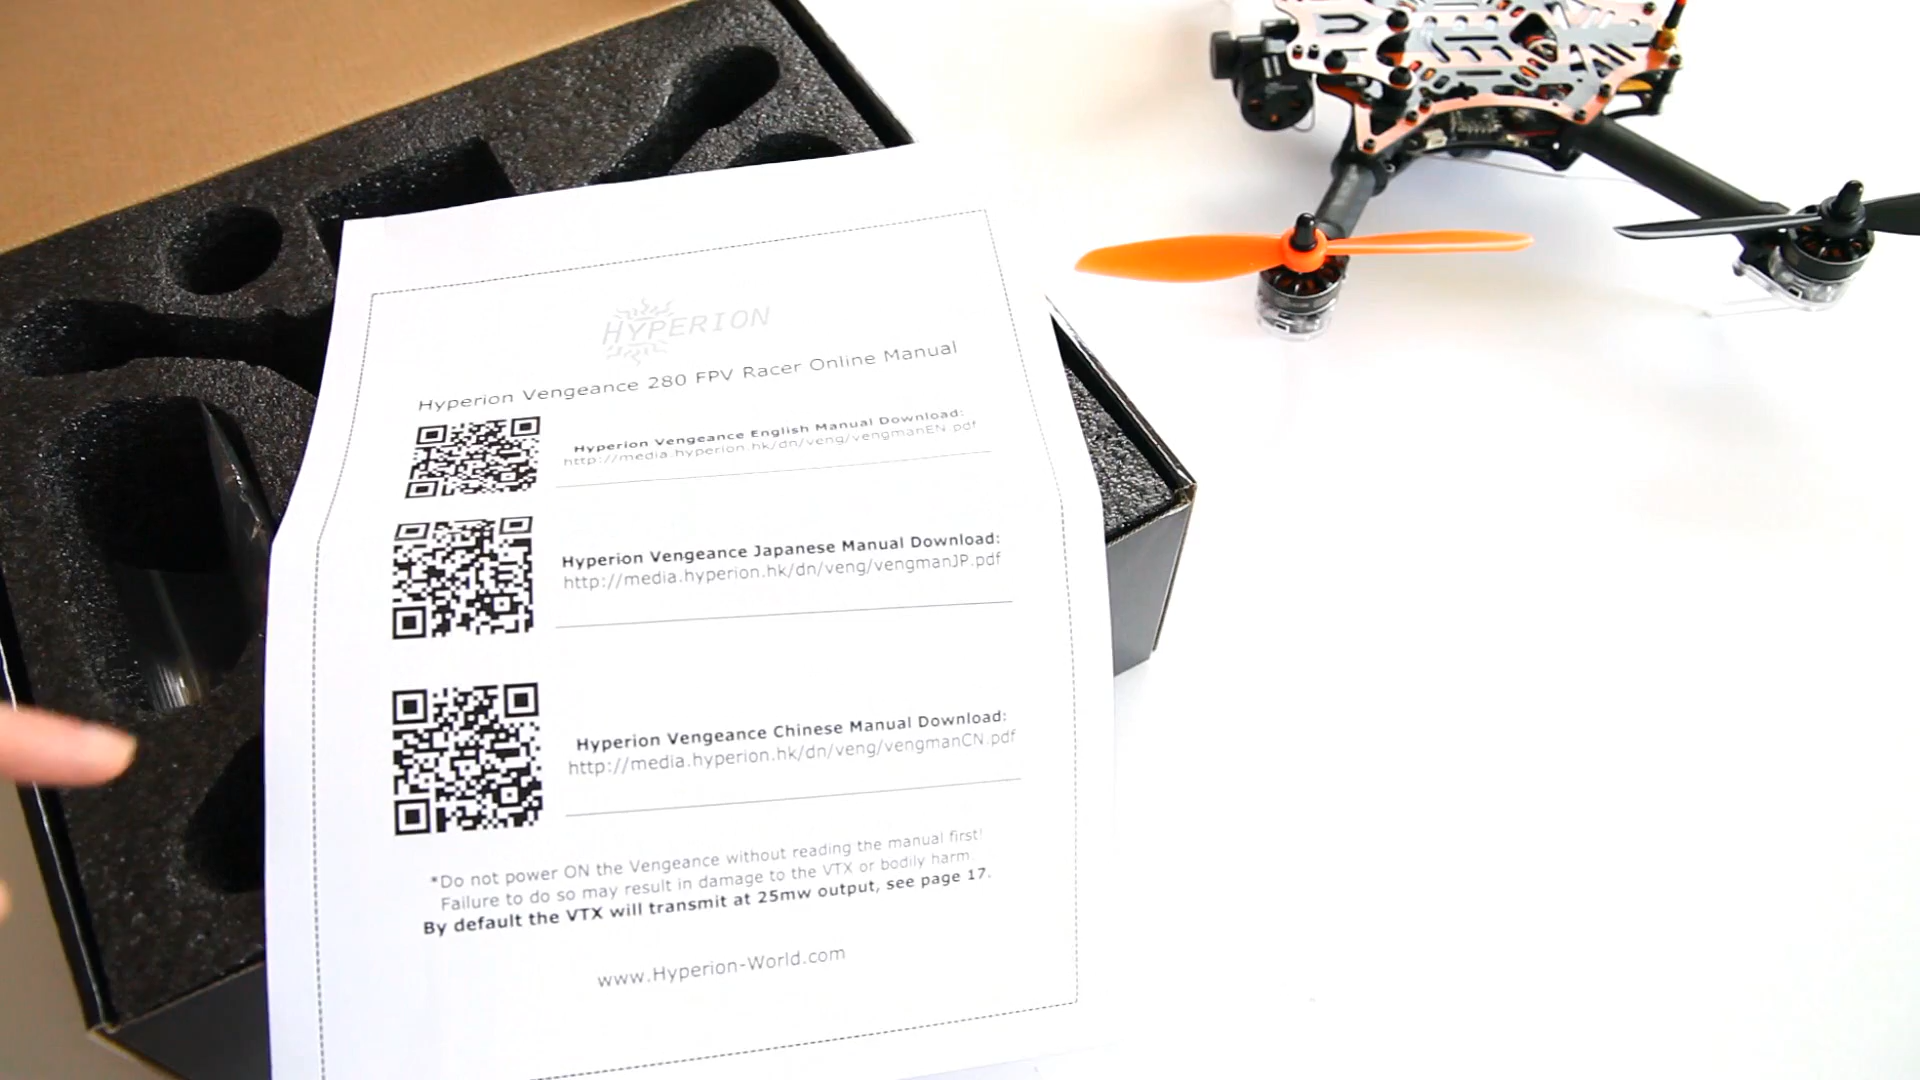 HYPERION
Hyperion Vengeance 280 FPV Racer Online Manual
Hyperion Vengeance English Manual Download:
http://media.hyperion.hk/dn/veng/vengmanEN.pdf
Hyperion Vengeance Japanese Manual Download:
http://media.hyperion.hk/dn/veng/vengmanJP.pdf
Hyperion Vengeance Chinese Manual Download:
http://media.hyperion.hk/dn/veng/vengmanCN.pdf
*Do not power ON the Vengeance without reading the manual first!
Failure to do so may result in damage to the VTX or bodily harm.
By default the VTX will transmit at 25mw output, see page 17.
www.Hyperion-World.com